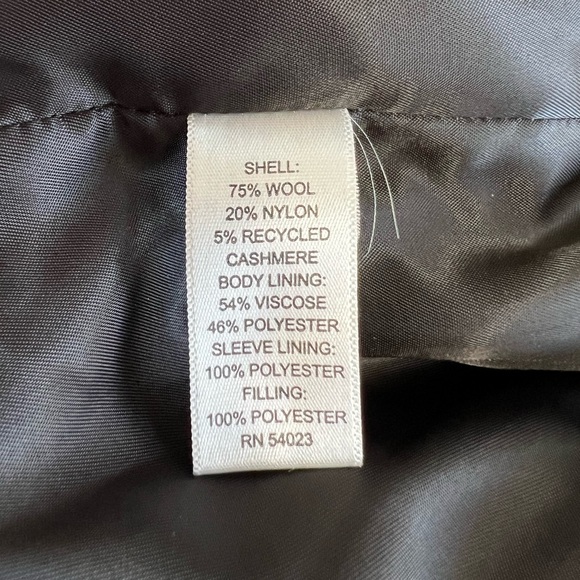 SHELL:
75% WOOL
20% NYLON
5% RECYCLED
CASHMERE
BODY LINING:
54% VISCOSE
46% POLYESTER
SLEEVE LINING:
100% POLYESTER
FILLING:
100% POLYESTER
RN 54023